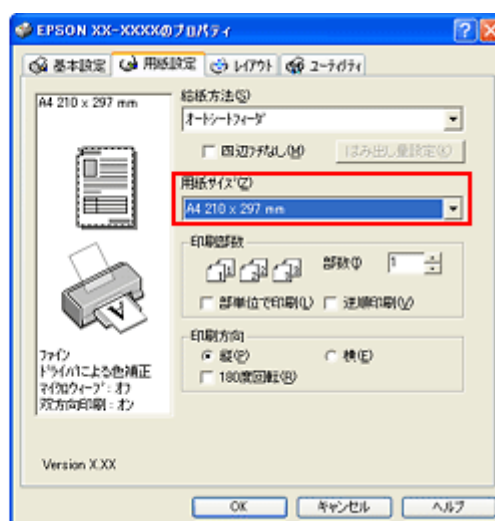 EPSON XX-XXXXのプロパティ
基本設定 用紙設定 レイアウト ユーティリティ
A4 210 x 297 mm
給紙方法(S)
オートシートフィーダ
四辺フチなし(M) はみ出し量設定(K)
用紙サイズ(Z)
A4 210 x 297 mm
印刷部数
部数(I) 1
部単位で印刷(L) 逆順印刷(V)
印刷方向
縦(P) 横(E)
180度回転(R)
ファイン
ドライバによる色補正
マイクロウィーブ：オフ
双方向印刷：オン
Version X.XX
OK キャンセル ヘルプ